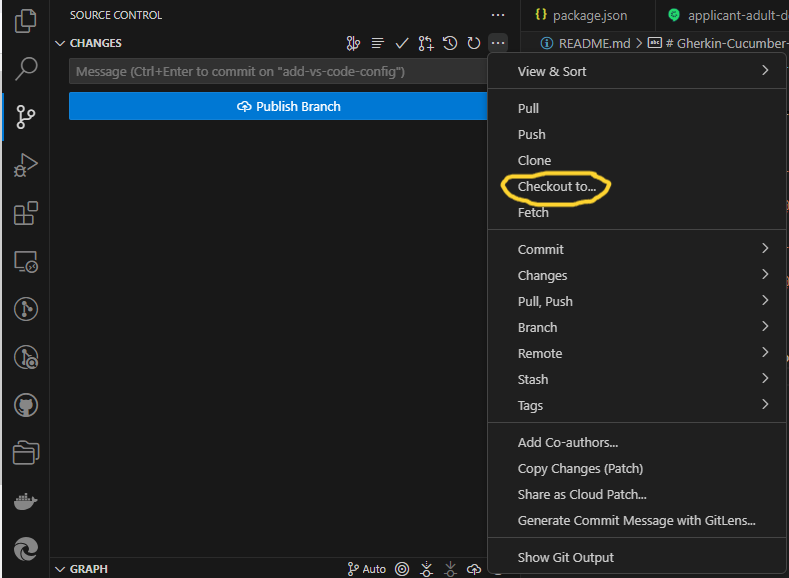 SOURCE CONTROL
package.json
applicant-adult-d
CHANGES
README.md > # Gherkin-Cucumber-
Message (Ctrl+Enter to commit on "add-vs-code-config")
Publish Branch
View & Sort
Pull
Push
Clone
Checkout to...
Fetch
Commit
Changes
Pull, Push
Branch
Remote
Stash
Tags
Add Co-authors...
Copy Changes (Patch)
Share as Cloud Patch...
Generate Commit Message with GitLens...
Show Git Output
GRAPH
Auto